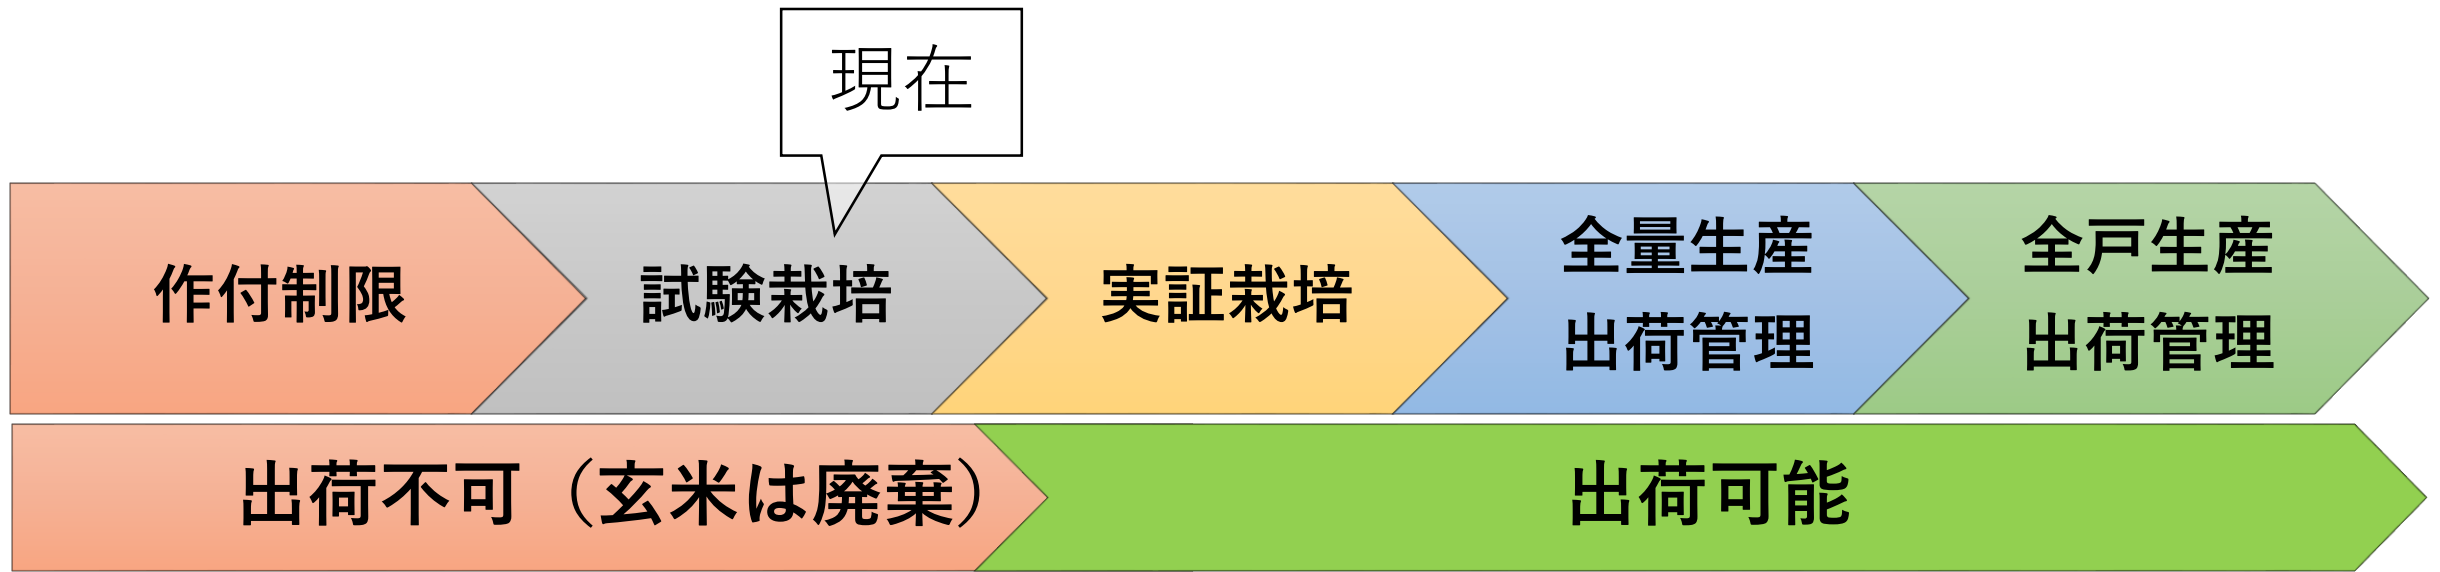 現在
作付制限
試験栽培
実証栽培
全量生産
出荷管理
全戸生産
出荷管理
出荷不可（玄米は廃棄）
出荷可能